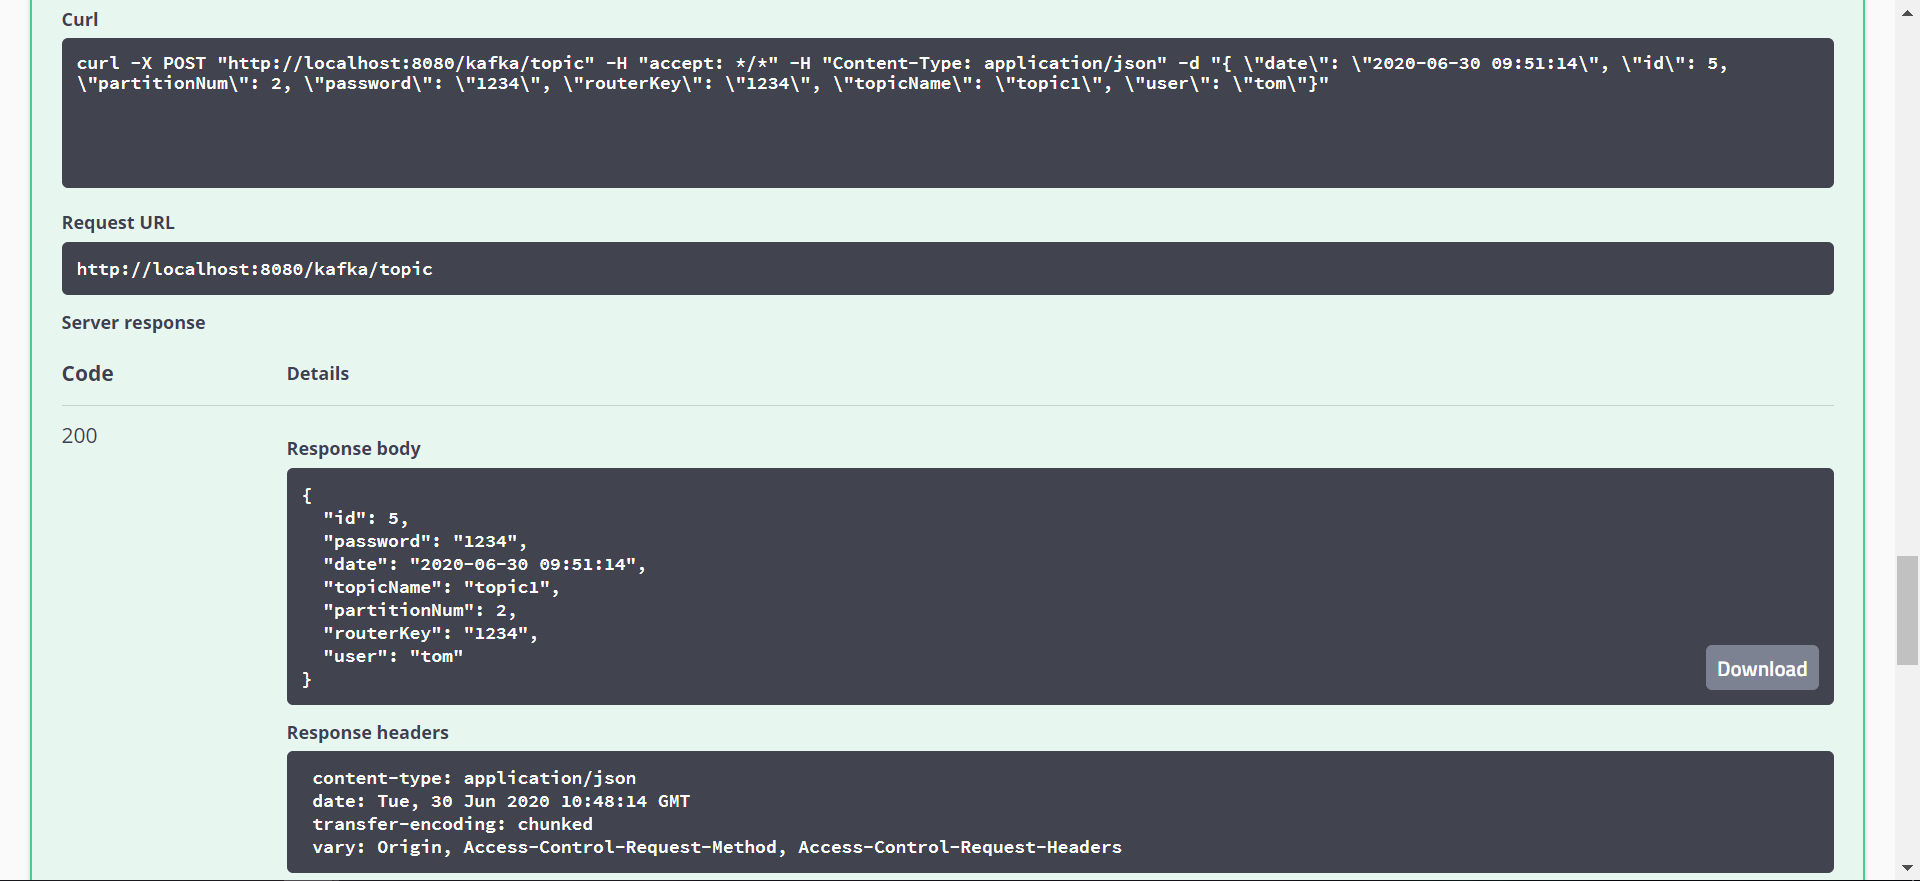 Curl
curl -X POST "http://localhost:8080/kafka/topic" -H "accept: */*" -H "Content-Type: application/json" -d "{ \"date\": \"2020-06-30 09:51:14\", \"id\": 5,
\"partitionNum\": 2, \"password\": \"1234\", \"routerKey\": \"1234\", \"topicName\": \"topic1\", \"user\": \"tom\"}"
Request URL
http://localhost:8080/kafka/topic
Server response
Code Details
200
Response body
{
  "id": 5,
  "password": "1234",
  "date": "2020-06-30 09:51:14",
  "topicName": "topic1",
  "partitionNum": 2,
  "routerKey": "1234",
  "user": "tom"
}
Download
Response headers
content-type: application/json
date: Tue, 30 Jun 2020 10:48:14 GMT
transfer-encoding: chunked
vary: Origin, Access-Control-Request-Method, Access-Control-Request-Headers